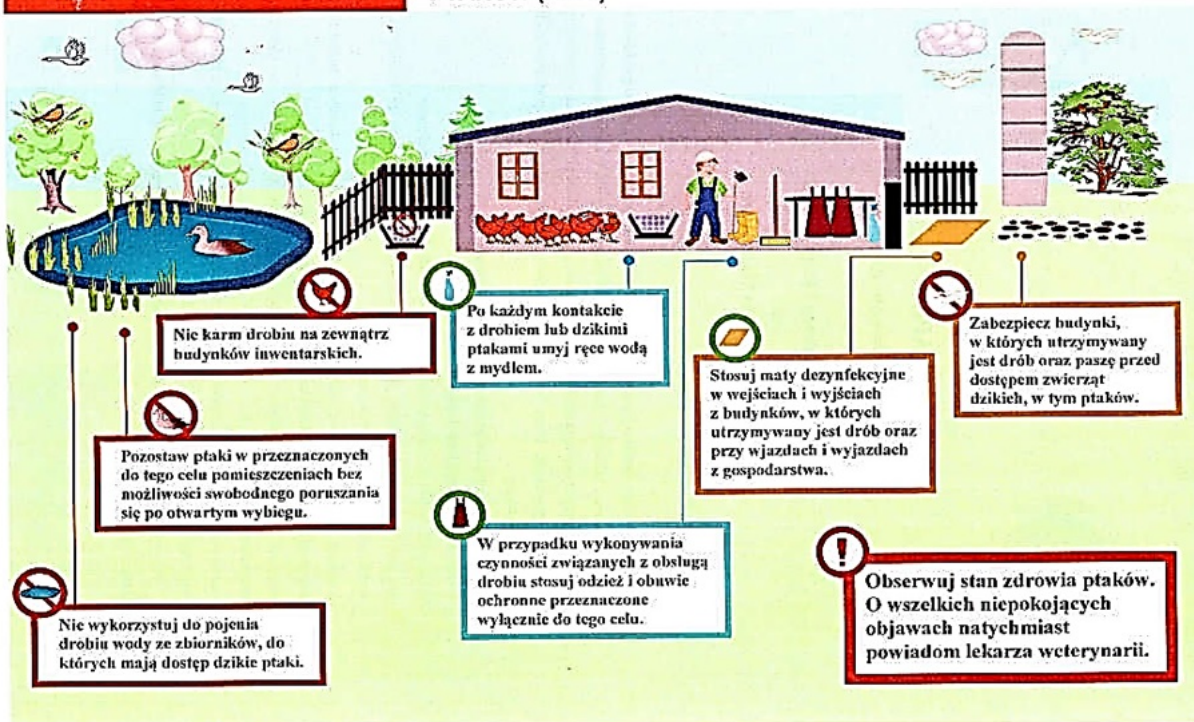 Nie karm drobiu na zewnątrz
budynków inwentarskich.
Po każdym kontakcie
z drobiem lub dzikimi
ptakami umyj ręce wodą
z mydłem.
Stosuj maty dezynfekcyjne
w wejściach i wyjściach
z budynków, w których
utrzymywany jest drób oraz
przy wjazdach i wyjazdach
z gospodarstwa.
Zabezpiecz budynki,
w których utrzymywany
jest drób oraz paszę przed
dostępem zwierząt
dzikich, w tym ptaków.
Pozostaw ptaki w przeznaczonych
do tego celu pomieszczeniach bez
możliwości swobodnego poruszania
się po otwartym wybiegu.
W przypadku wykonywania
czynności związanych z obsługą
drobiu stosuj odzież i obuwie
ochronne przeznaczone
wyłącznie do tego celu.
Nie wykorzystuj do pojenia
drobiu wody ze zbiorników, do
których mają dostęp dzikie ptaki.
Obserwuj stan zdrowia ptaków.
O wszelkich niepokojących
objawach natychmiast
powiadom lekarza weterynarii.